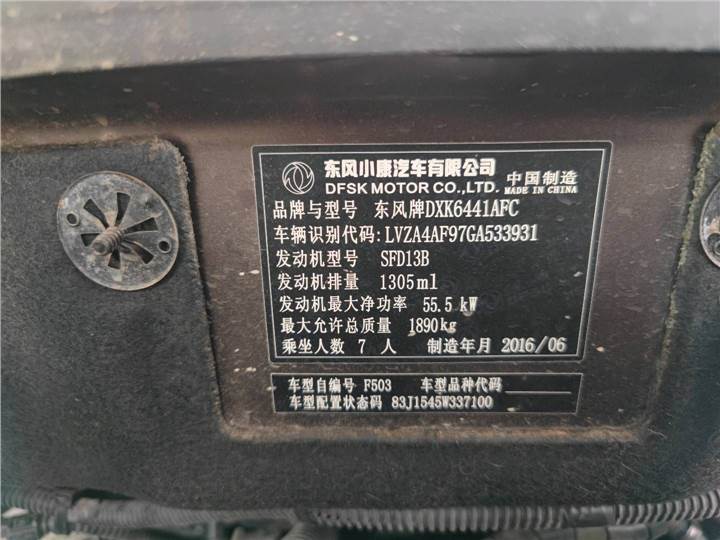 东风小康汽车有限公司 中国制造
DFSK MOTOR CO.,LTD. MADE IN CHINA
品牌与型号 东风牌DXK6441AFC
车辆识别代码:LVZA4AF97GA533931
发动机型号 SFD13B
发动机排量 1305ml
发动机最大净功率 55.5 kW
最大允许总质量 1890kg
乘坐人数 7 人 制造年月 2016/06
车型自编号 F503 车型品种代码
车型配置状态码 83J1545W337100